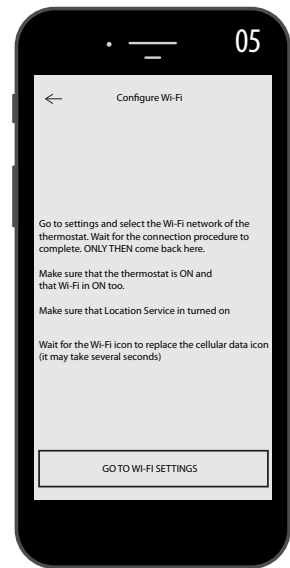 05
Configure Wi-Fi
Go to settings and select the Wi-Fi network of the
thermostat. Wait for the connection procedure to
complete. ONLY THEN come back here.
Make sure that the thermostat is ON and
that Wi-Fi in ON too.
Make sure that Location Service in turned on
Wait for the Wi-Fi icon to replace the cellular data icon
(it may take several seconds)
GO TO WI-FI SETTINGS